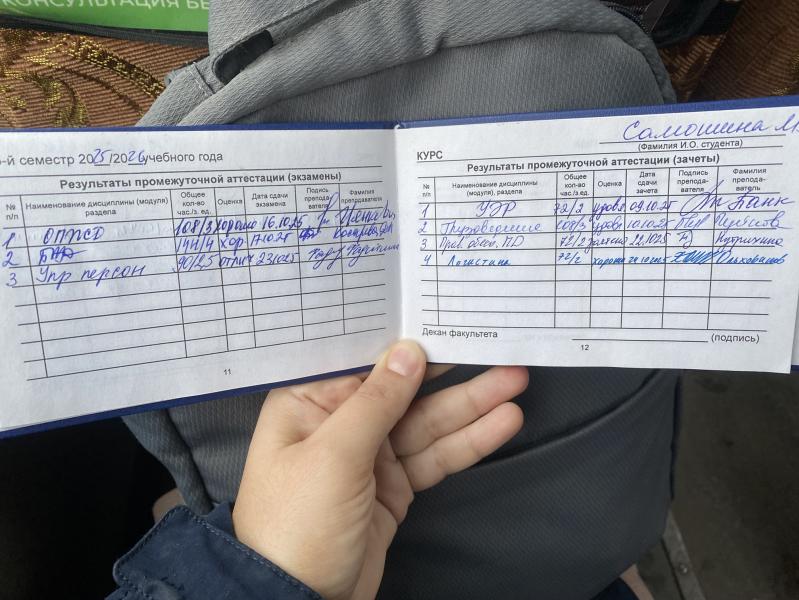 КОНСУЛЬТАЦИЯ БЕ
-й семестр 2025/2026 учебного года
Результаты промежуточной аттестации (экзамены)
№ п/п Наименование дисциплины (модуля), раздела Общее кол-во час./з. ед. Оценка Дата сдачи экзамена Подпись преподавателя Фамилия преподавателя
1 ОПЖД 108/3 хорошо 16.10.25
2 144/4 хор. 17.10.25
3 Упр персон 90/2,5 отлич 23.10.25
11
Самошина М.
(Фамилия И.О. студента)
КУРС
Результаты промежуточной аттестации (зачеты)
№ п/п Наименование дисциплины (модуля), раздела Общее кол-во час./з.ед. Оценка Дата сдачи зачета Подпись преподавателя Фамилия преподавателя
1 УЭР 72/2 удовл 09.10.25
2 108/3 удовл 10.10.25
3 72/2 22.10.25
4 Логистика 72/2 хорошо
Декан факультета (подпись)
12